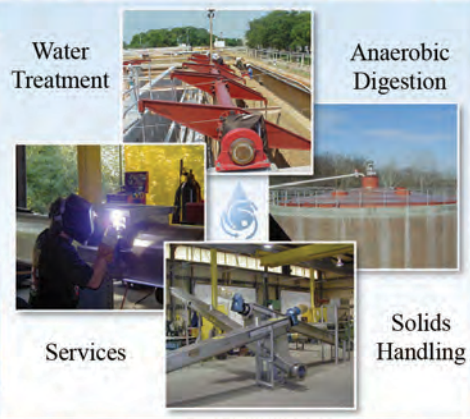 Water
Treatment
Anaerobic
Digestion
Services
Solids
Handling